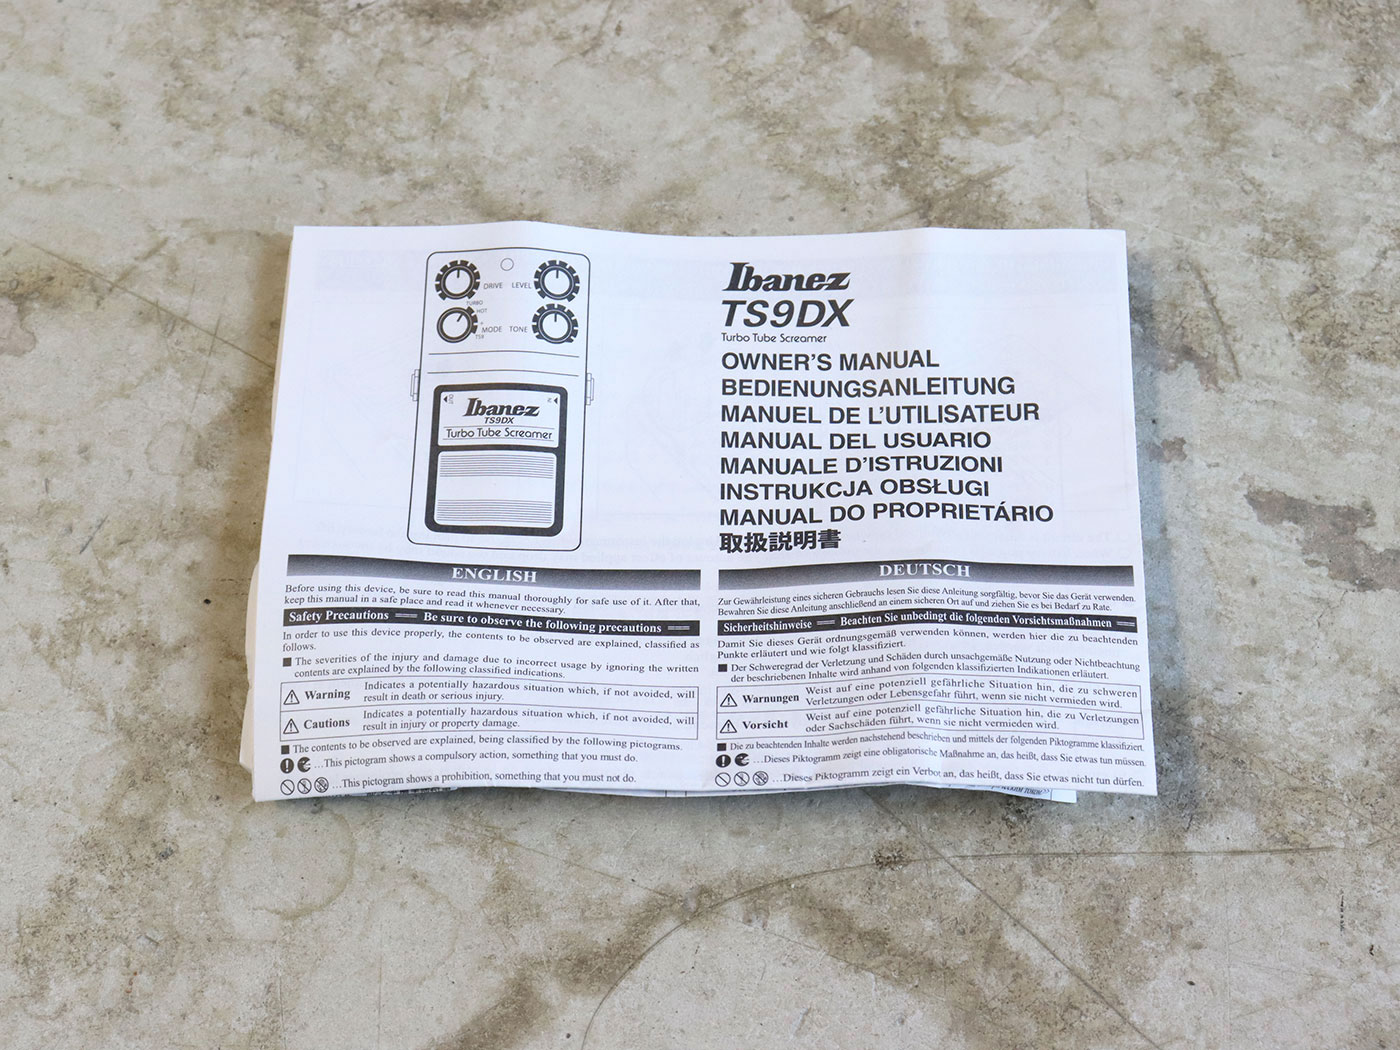 DRIVE LEVEL
TURBO
HOT
+
MODE TONE
TS9
OUT IN
Ibanez
TS9DX
Turbo Tube Screamer
Ibanez
TS9DX
Turbo Tube Screamer
OWNER'S MANUAL
BEDIENUNGSANLEITUNG
MANUEL DE L'UTILISATEUR
MANUAL DEL USUARIO
MANUALE D'ISTRUZIONI
INSTRUKCJA OBSŁUGI
MANUAL DO PROPRIETÁRIO
取扱説明書
ENGLISH
Before using this device, be sure to read this manual thoroughly for safe use of it. After that,
keep this manual in a safe place and read it whenever necessary.
Safety Precautions Be sure to observe the following precautions
In order to use this device properly, the contents to be observed are explained, classified as
follows.
■ The severities of the injury and damage due to incorrect usage by ignoring the written
contents are explained by the following classified indications.
Warning Indicates a potentially hazardous situation which, if not avoided, will
result in death or serious injury.
Cautions Indicates a potentially hazardous situation which, if not avoided, will
result in injury or property damage.
■ The contents to be observed are explained, being classified by the following pictograms.
…This pictogram shows a compulsory action, something that you must do.
…This pictogram shows a prohibition, something that you must not do.
DEUTSCH
Zur Gewährleistung eines sicheren Gebrauchs lesen Sie diese Anleitung sorgfältig, bevor Sie das Gerät verwenden.
Bewahren Sie diese Anleitung anschließend an einem sicheren Ort auf und ziehen Sie es bei Bedarf zu Rate.
Sicherheitshinweise Beachten Sie unbedingt die folgenden Vorsichtsmaßnahmen
Damit Sie dieses Gerät ordnungsgemäß verwenden können, werden hier die zu beachtenden
Punkte erläutert und wie folgt klassifiziert.
■ Der Schweregrad der Verletzung und Schäden durch unsachgemäße Nutzung oder Nichtbeachtung
der beschriebenen Inhalte wird anhand von folgenden klassifizierten Indikationen erläutert.
Warnungen Weist auf eine potenziell gefährliche Situation hin, die zu schweren
Verletzungen oder Lebensgefahr führt, wenn sie nicht vermieden wird.
Vorsicht Weist auf eine potenziell gefährliche Situation hin, die zu Verletzungen
oder Sachschäden führt, wenn sie nicht vermieden wird.
■ Die zu beachtenden Inhalte werden nachstehend beschrieben und mittels der folgenden Piktogramme klassifiziert.
…Dieses Piktogramm zeigt eine obligatorische Maßnahme an, das heißt, dass Sie etwas tun müssen.
…Dieses Piktogramm zeigt ein Verbot an, das heißt, dass Sie etwas nicht tun dürfen.